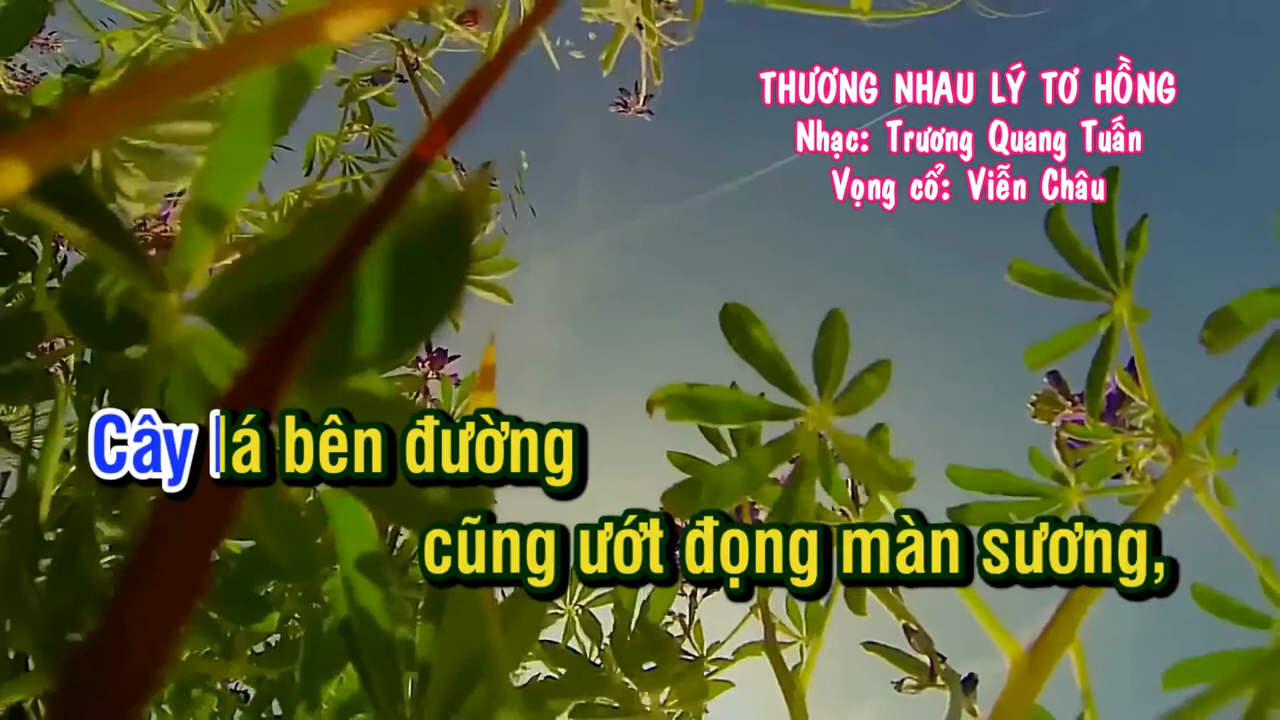 THƯƠNG NHAU LÝ TƠ HỒNG
Nhạc: Trương Quang Tuấn
Vọng cổ: Viễn Châu
Cây lá bên đường
cũng ướt đọng màn sương,